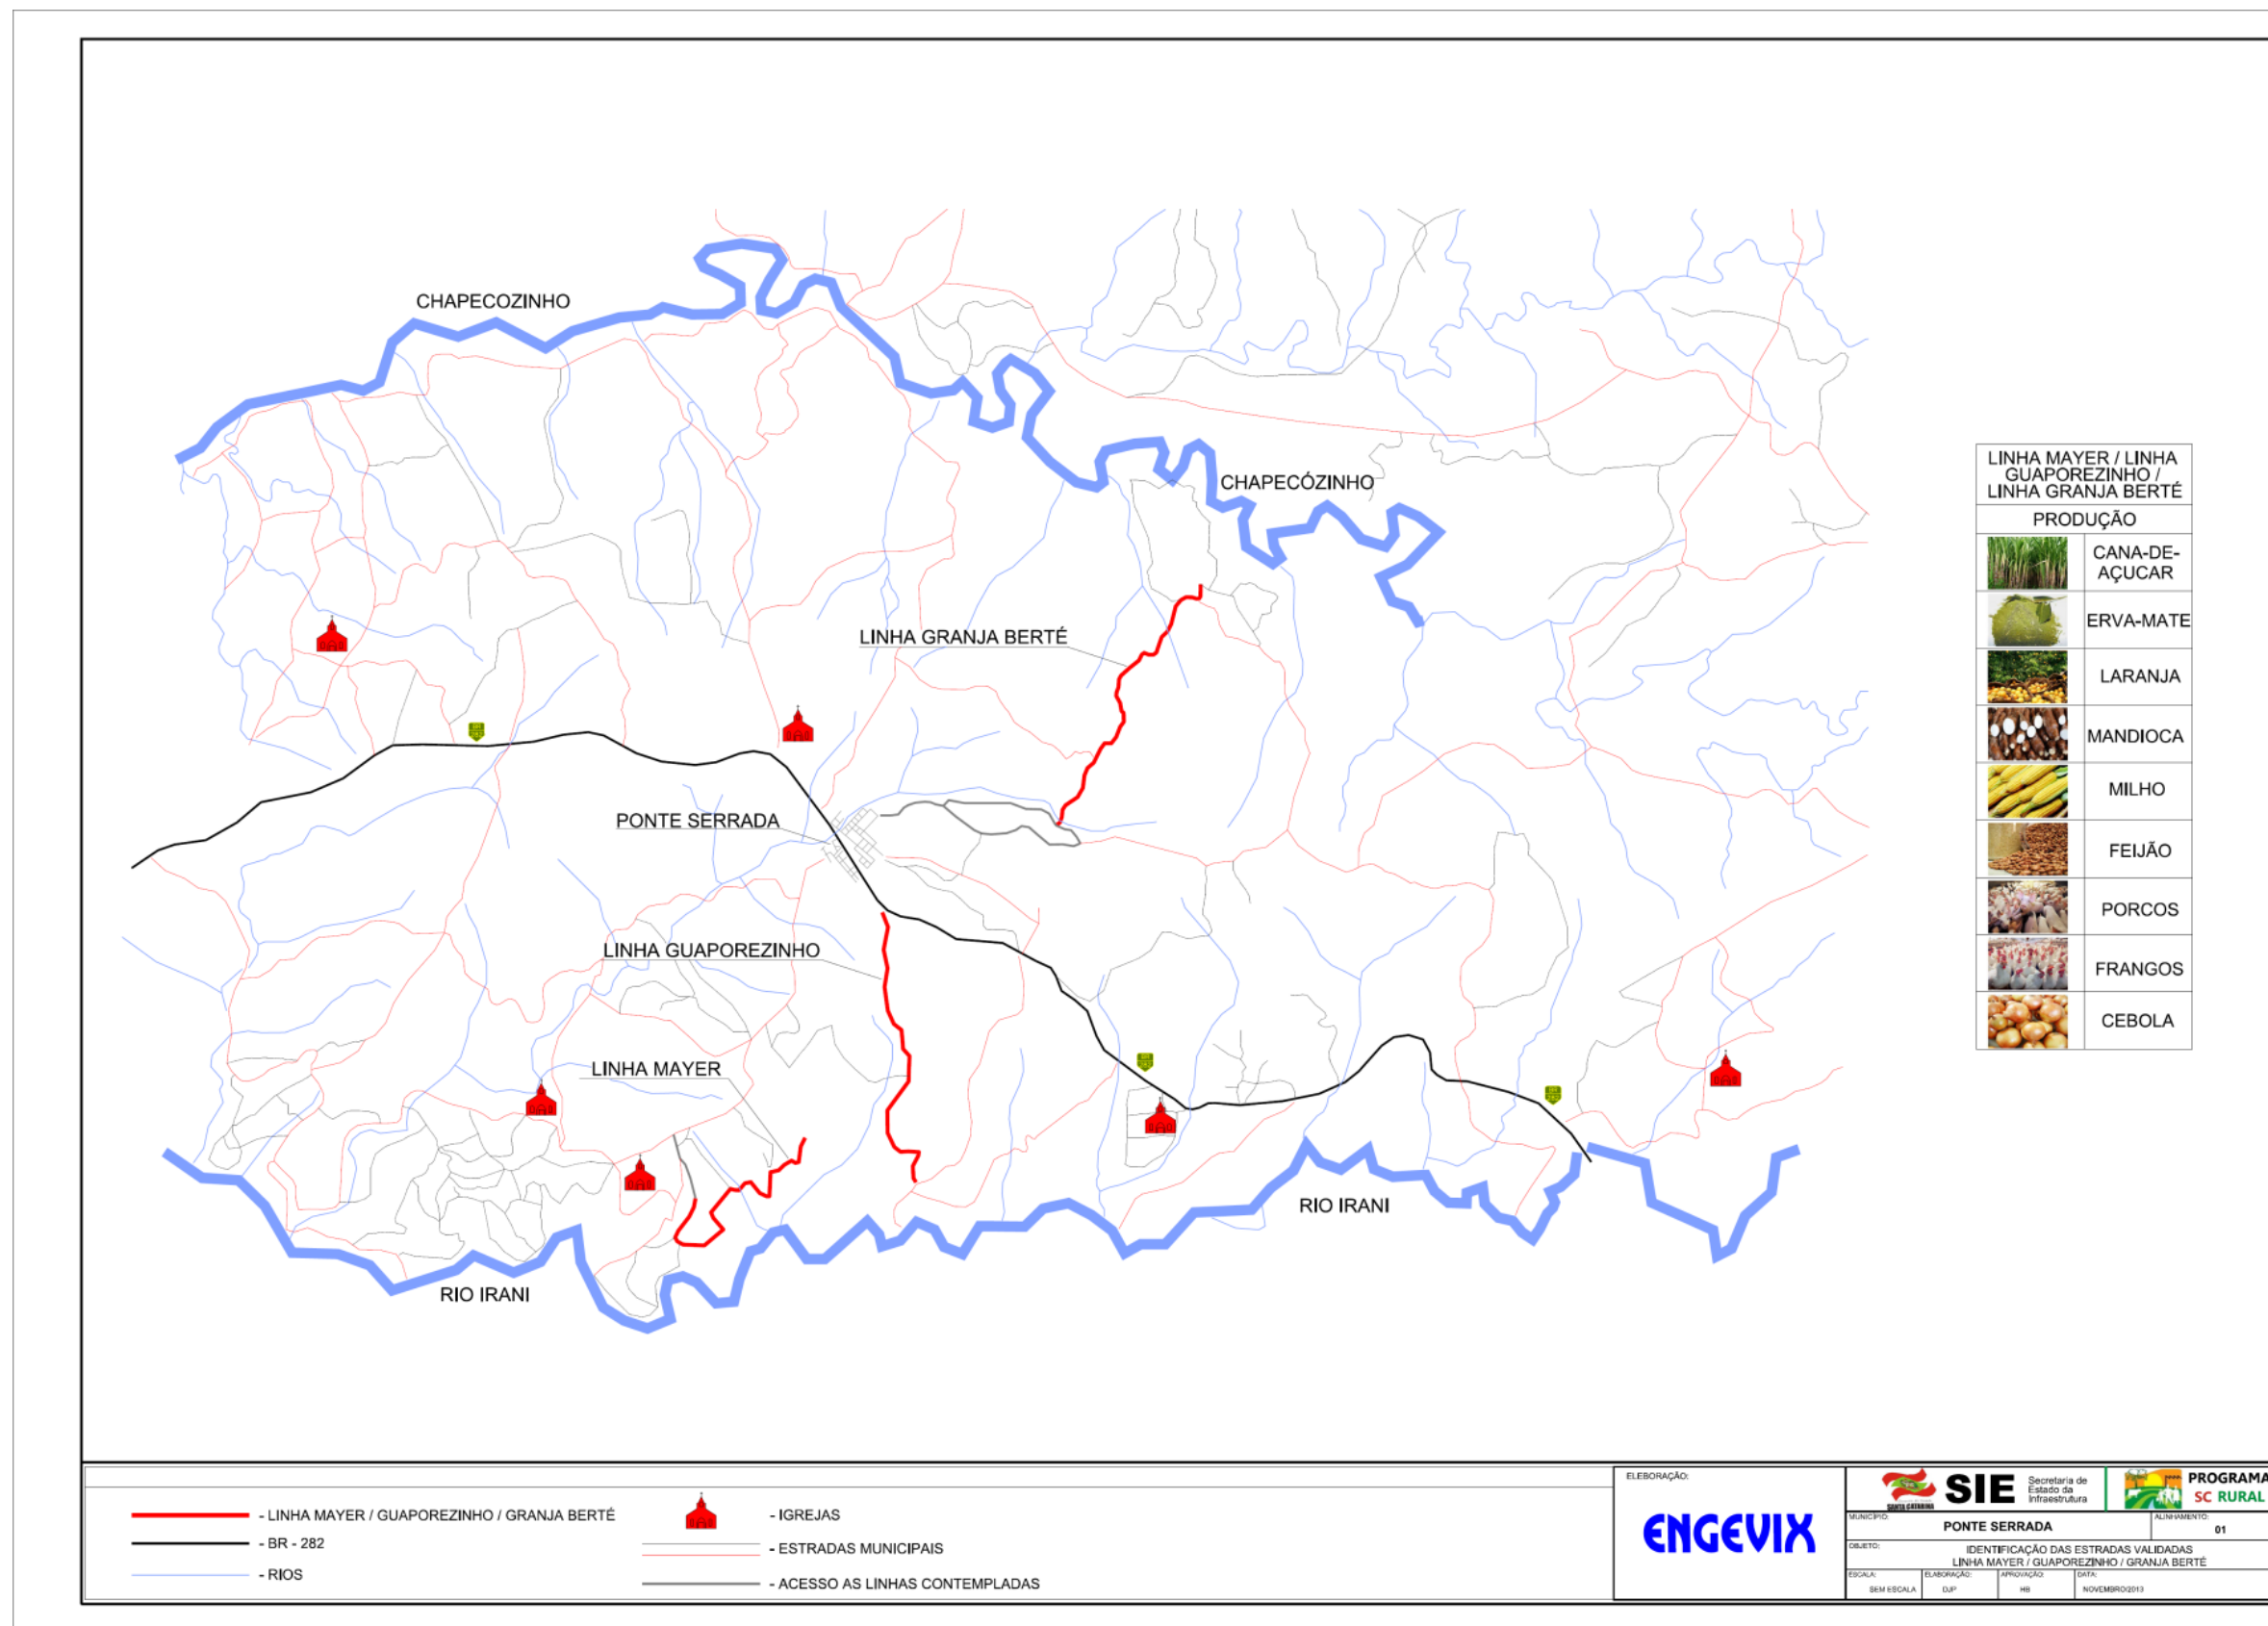 CHAPECOZINHO
CHAPECÓZINHO
LINHA GRANJA BERTÉ
PONTE SERRADA
LINHA GUAPOREZINHO
LINHA MAYER
RIO IRANI
RIO IRANI
LINHA MAYER / LINHA
GUAPOREZINHO /
LINHA GRANJA BERTÉ
PRODUÇÃO
CANA-DE-
AÇUCAR
ERVA-MATE
LARANJA
MANDIOCA
MILHO
FEIJÃO
PORCOS
FRANGOS
CEBOLA
- LINHA MAYER / GUAPOREZINHO / GRANJA BERTÉ
- BR - 282
- RIOS
- IGREJAS
- ESTRADAS MUNICIPAIS
- ACESSO AS LINHAS CONTEMPLADAS
ELEBORAÇÃO:
ENGEVIX
SANTA CATARINA
SIE
Secretaria de
Estado da
Infraestrutura
PROGRAMA
SC RURAL
MUNICÍPIO:
PONTE SERRADA
ALINHAMENTO:
01
OBJETO:
IDENTIFICAÇÃO DAS ESTRADAS VALIDADAS
LINHA MAYER / GUAPOREZINHO / GRANJA BERTÉ
ESCALA:
SEM ESCALA
ELABORAÇÃO:
DJP
APROVAÇÃO:
HB
DATA:
NOVEMBRO/2013